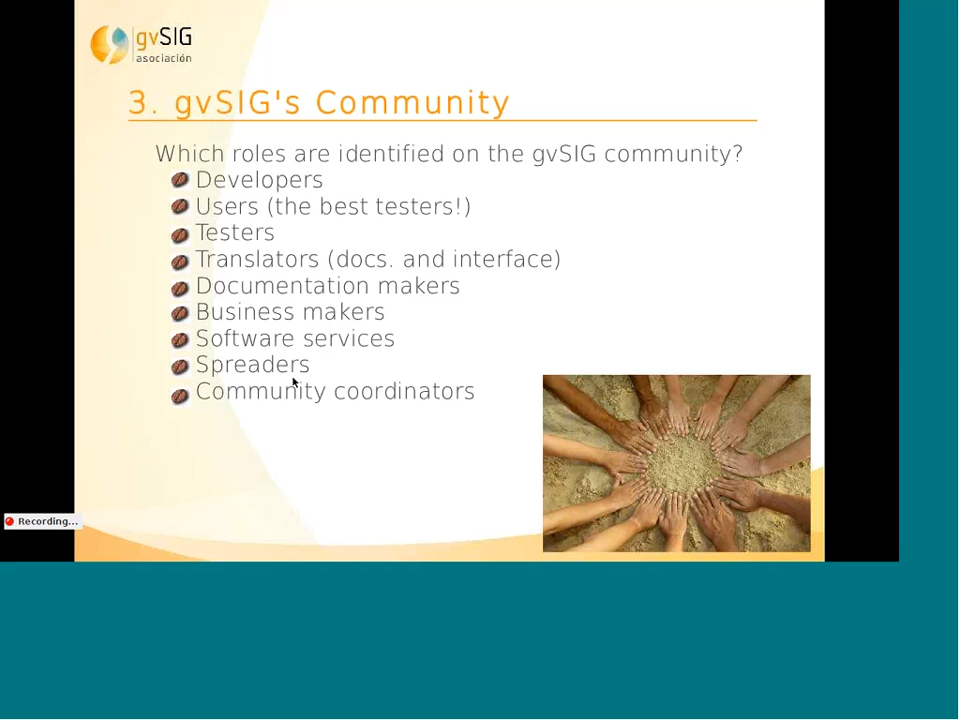 gvSIG
asociación
3. gvSIG's Community
Which roles are identified on the gvSIG community?
Developers
Users (the best testers!)
Testers
Translators (docs. and interface)
Documentation makers
Business makers
Software services
Spreaders
Community coordinators
Recording...